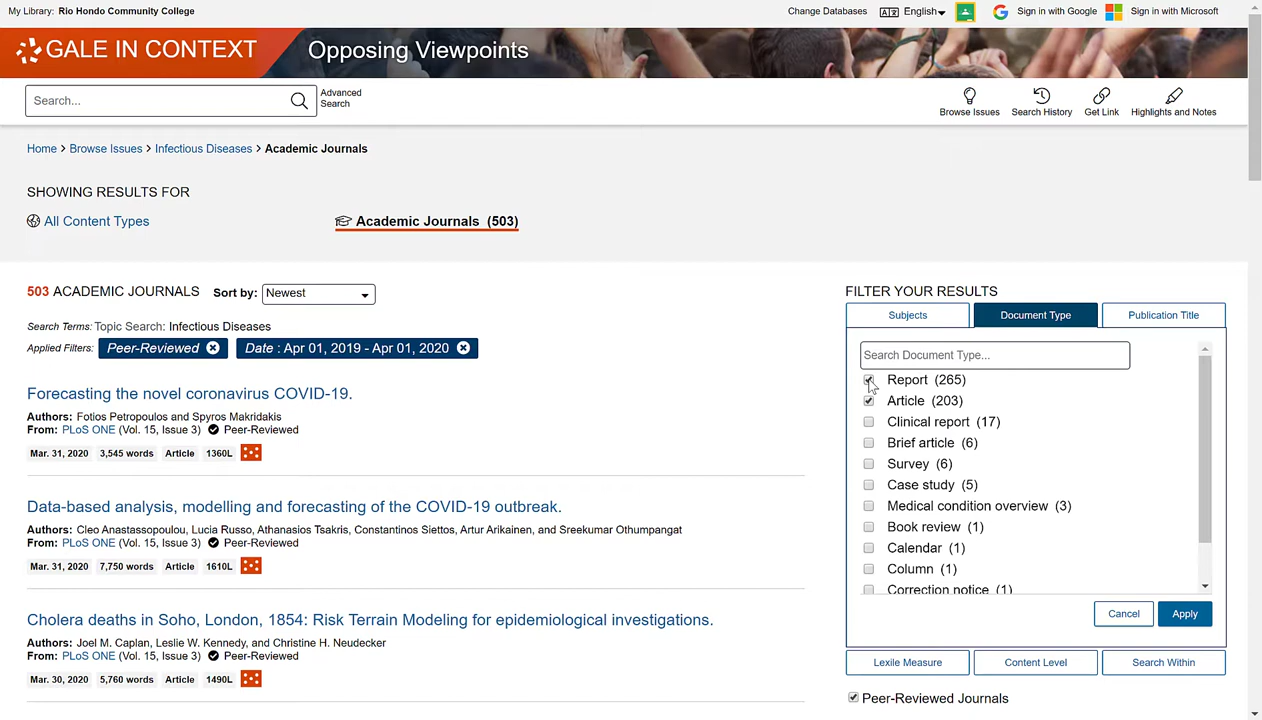 My Library: Rio Hondo Community College
Change Databases
English
Sign in with Google
Sign in with Microsoft
GALE IN CONTEXT
Opposing Viewpoints
Search...
Advanced
Search
Browse Issues
Search History
Get Link
Highlights and Notes
Home > Browse Issues > Infectious Diseases > Academic Journals
SHOWING RESULTS FOR
All Content Types
Academic Journals (503)
503 ACADEMIC JOURNALS
Sort by: Newest
Search Terms: Topic Search: Infectious Diseases
Applied Filters: Peer-Reviewed Date : Apr 01, 2019 - Apr 01, 2020
Forecasting the novel coronavirus COVID-19.
Authors: Fotios Petropoulos and Spyros Makridakis
From: PLoS ONE (Vol. 15, Issue 3) Peer-Reviewed
Mar. 31, 2020 3,545 words Article 1360L
Data-based analysis, modelling and forecasting of the COVID-19 outbreak.
Authors: Cleo Anastassopoulou, Lucia Russo, Athanasios Tsakris, Constantinos Siettos, Artur Arikainen, and Sreekumar Othumpangat
From: PLoS ONE (Vol. 15, Issue 3) Peer-Reviewed
Mar. 31, 2020 7,750 words Article 1610L
Cholera deaths in Soho, London, 1854: Risk Terrain Modeling for epidemiological investigations.
Authors: Joel M. Caplan, Leslie W. Kennedy, and Christine H. Neudecker
From: PLoS ONE (Vol. 15, Issue 3) Peer-Reviewed
Mar. 30, 2020 5,760 words Article 1490L
FILTER YOUR RESULTS
Subjects
Document Type
Publication Title
Search Document Type...
Report (265)
Article (203)
Clinical report (17)
Brief article (6)
Survey (6)
Case study (5)
Medical condition overview (3)
Book review (1)
Calendar (1)
Column (1)
Correction notice (1)
Cancel
Apply
Lexile Measure
Content Level
Search Within
Peer-Reviewed Journals